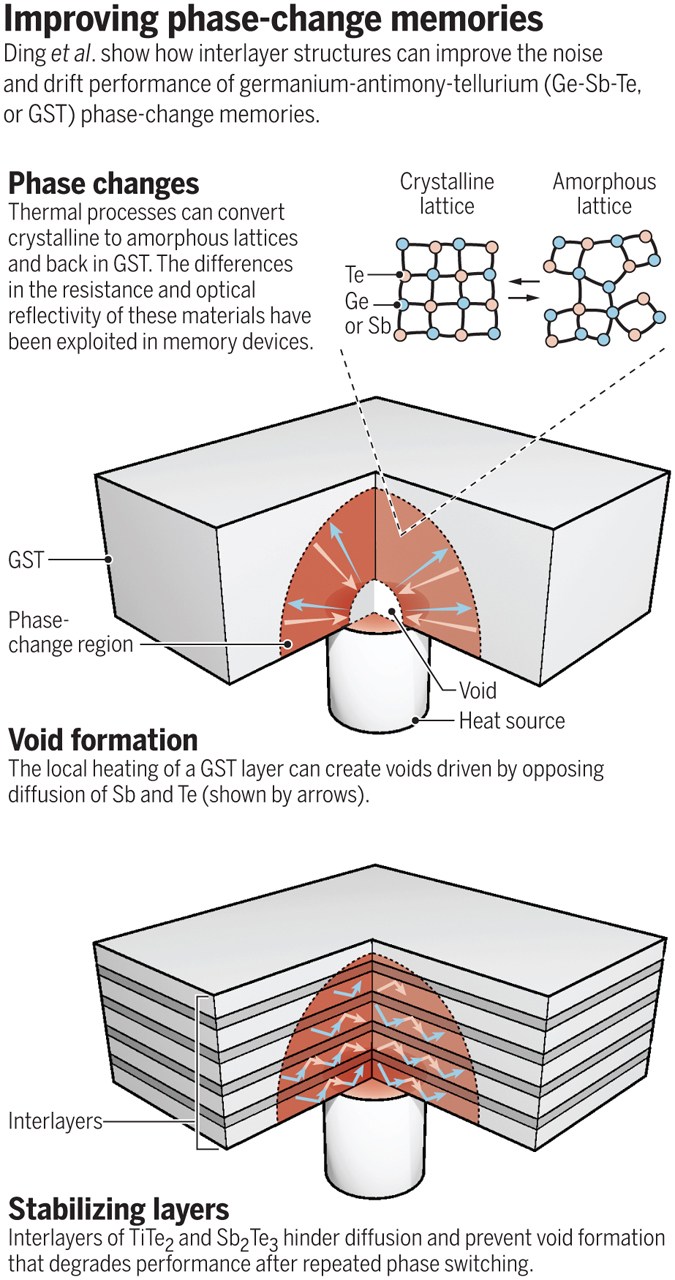 Improving phase-change memories
Ding et al. show how interlayer structures can improve the noise
and drift performance of germanium-antimony-tellurium (Ge-Sb-Te,
or GST) phase-change memories.
Phase changes
Thermal processes can convert
crystalline to amorphous lattices
and back in GST. The differences
in the resistance and optical
reflectivity of these materials have
been exploited in memory devices.
Crystalline
lattice
Amorphous
lattice
Te
Ge
or Sb
GST
Phase-
change region
Void
Heat source
Void formation
The local heating of a GST layer can create voids driven by opposing
diffusion of Sb and Te (shown by arrows).
Interlayers
Stabilizing layers
Interlayers of TiTe₂ and Sb₂Te₃ hinder diffusion and prevent void formation
that degrades performance after repeated phase switching.